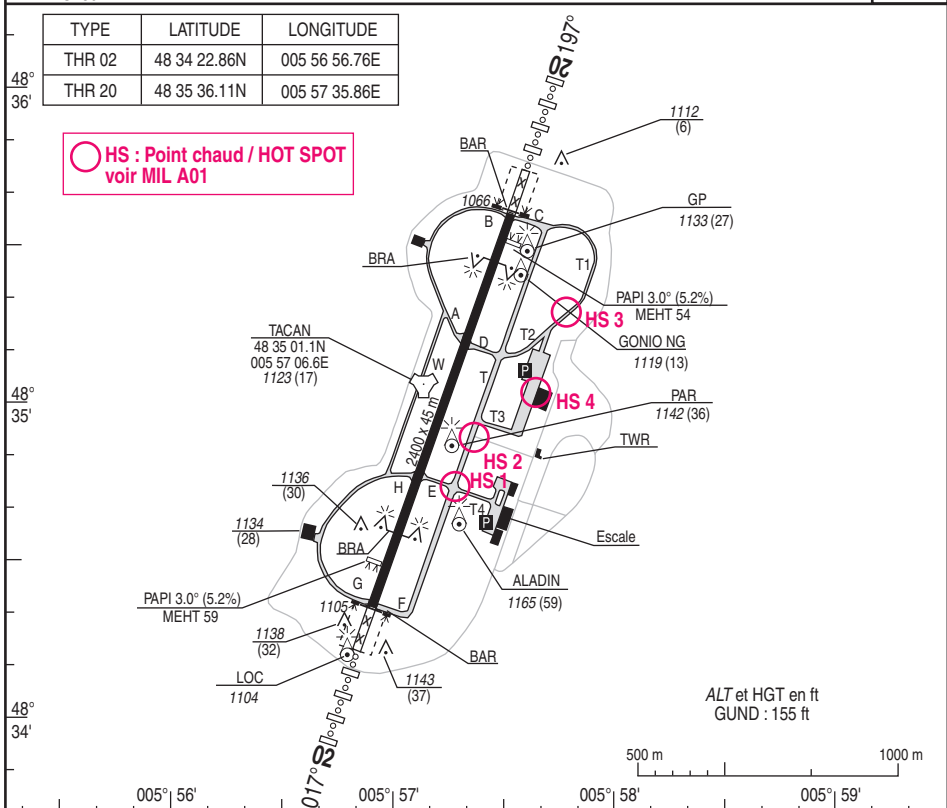 TYPE LATITUDE LONGITUDE
THR 02 48 34 22.86N 005 56 56.76E
THR 20 48 35 36.11N 005 57 35.86E
197°
20
48°
36'
HS : Point chaud / HOT SPOT
voir MIL A01
1112
(6)
BAR
1066
X
X
B
C
GP
1133 (27)
BRA
T1
PAPI 3.0° (5.2%)
MEHT 54
HS 3
A
T2
GONIO NG
1119 (13)
TACAN
48 35 01.1N
005 57 06.6E
1123 (17)
D
W
T
P
48°
35'
HS 4
PAR
1142 (36)
T3
2400 x 45 m
TWR
HS 2
HS 1
1136
(30)
H
E
T4
P
1134
(28)
BRA
Escale
G
ALADIN
1165 (59)
PAPI 3.0° (5.2%)
MEHT 59
1105
F
X
X
1138
(32)
BAR
LOC
1104
1143
(37)
ALT et HGT en ft
GUND : 155 ft
48°
34'
02
017°
500 m
1000 m
005° 56'
005° 57'
005° 58'
005° 59'